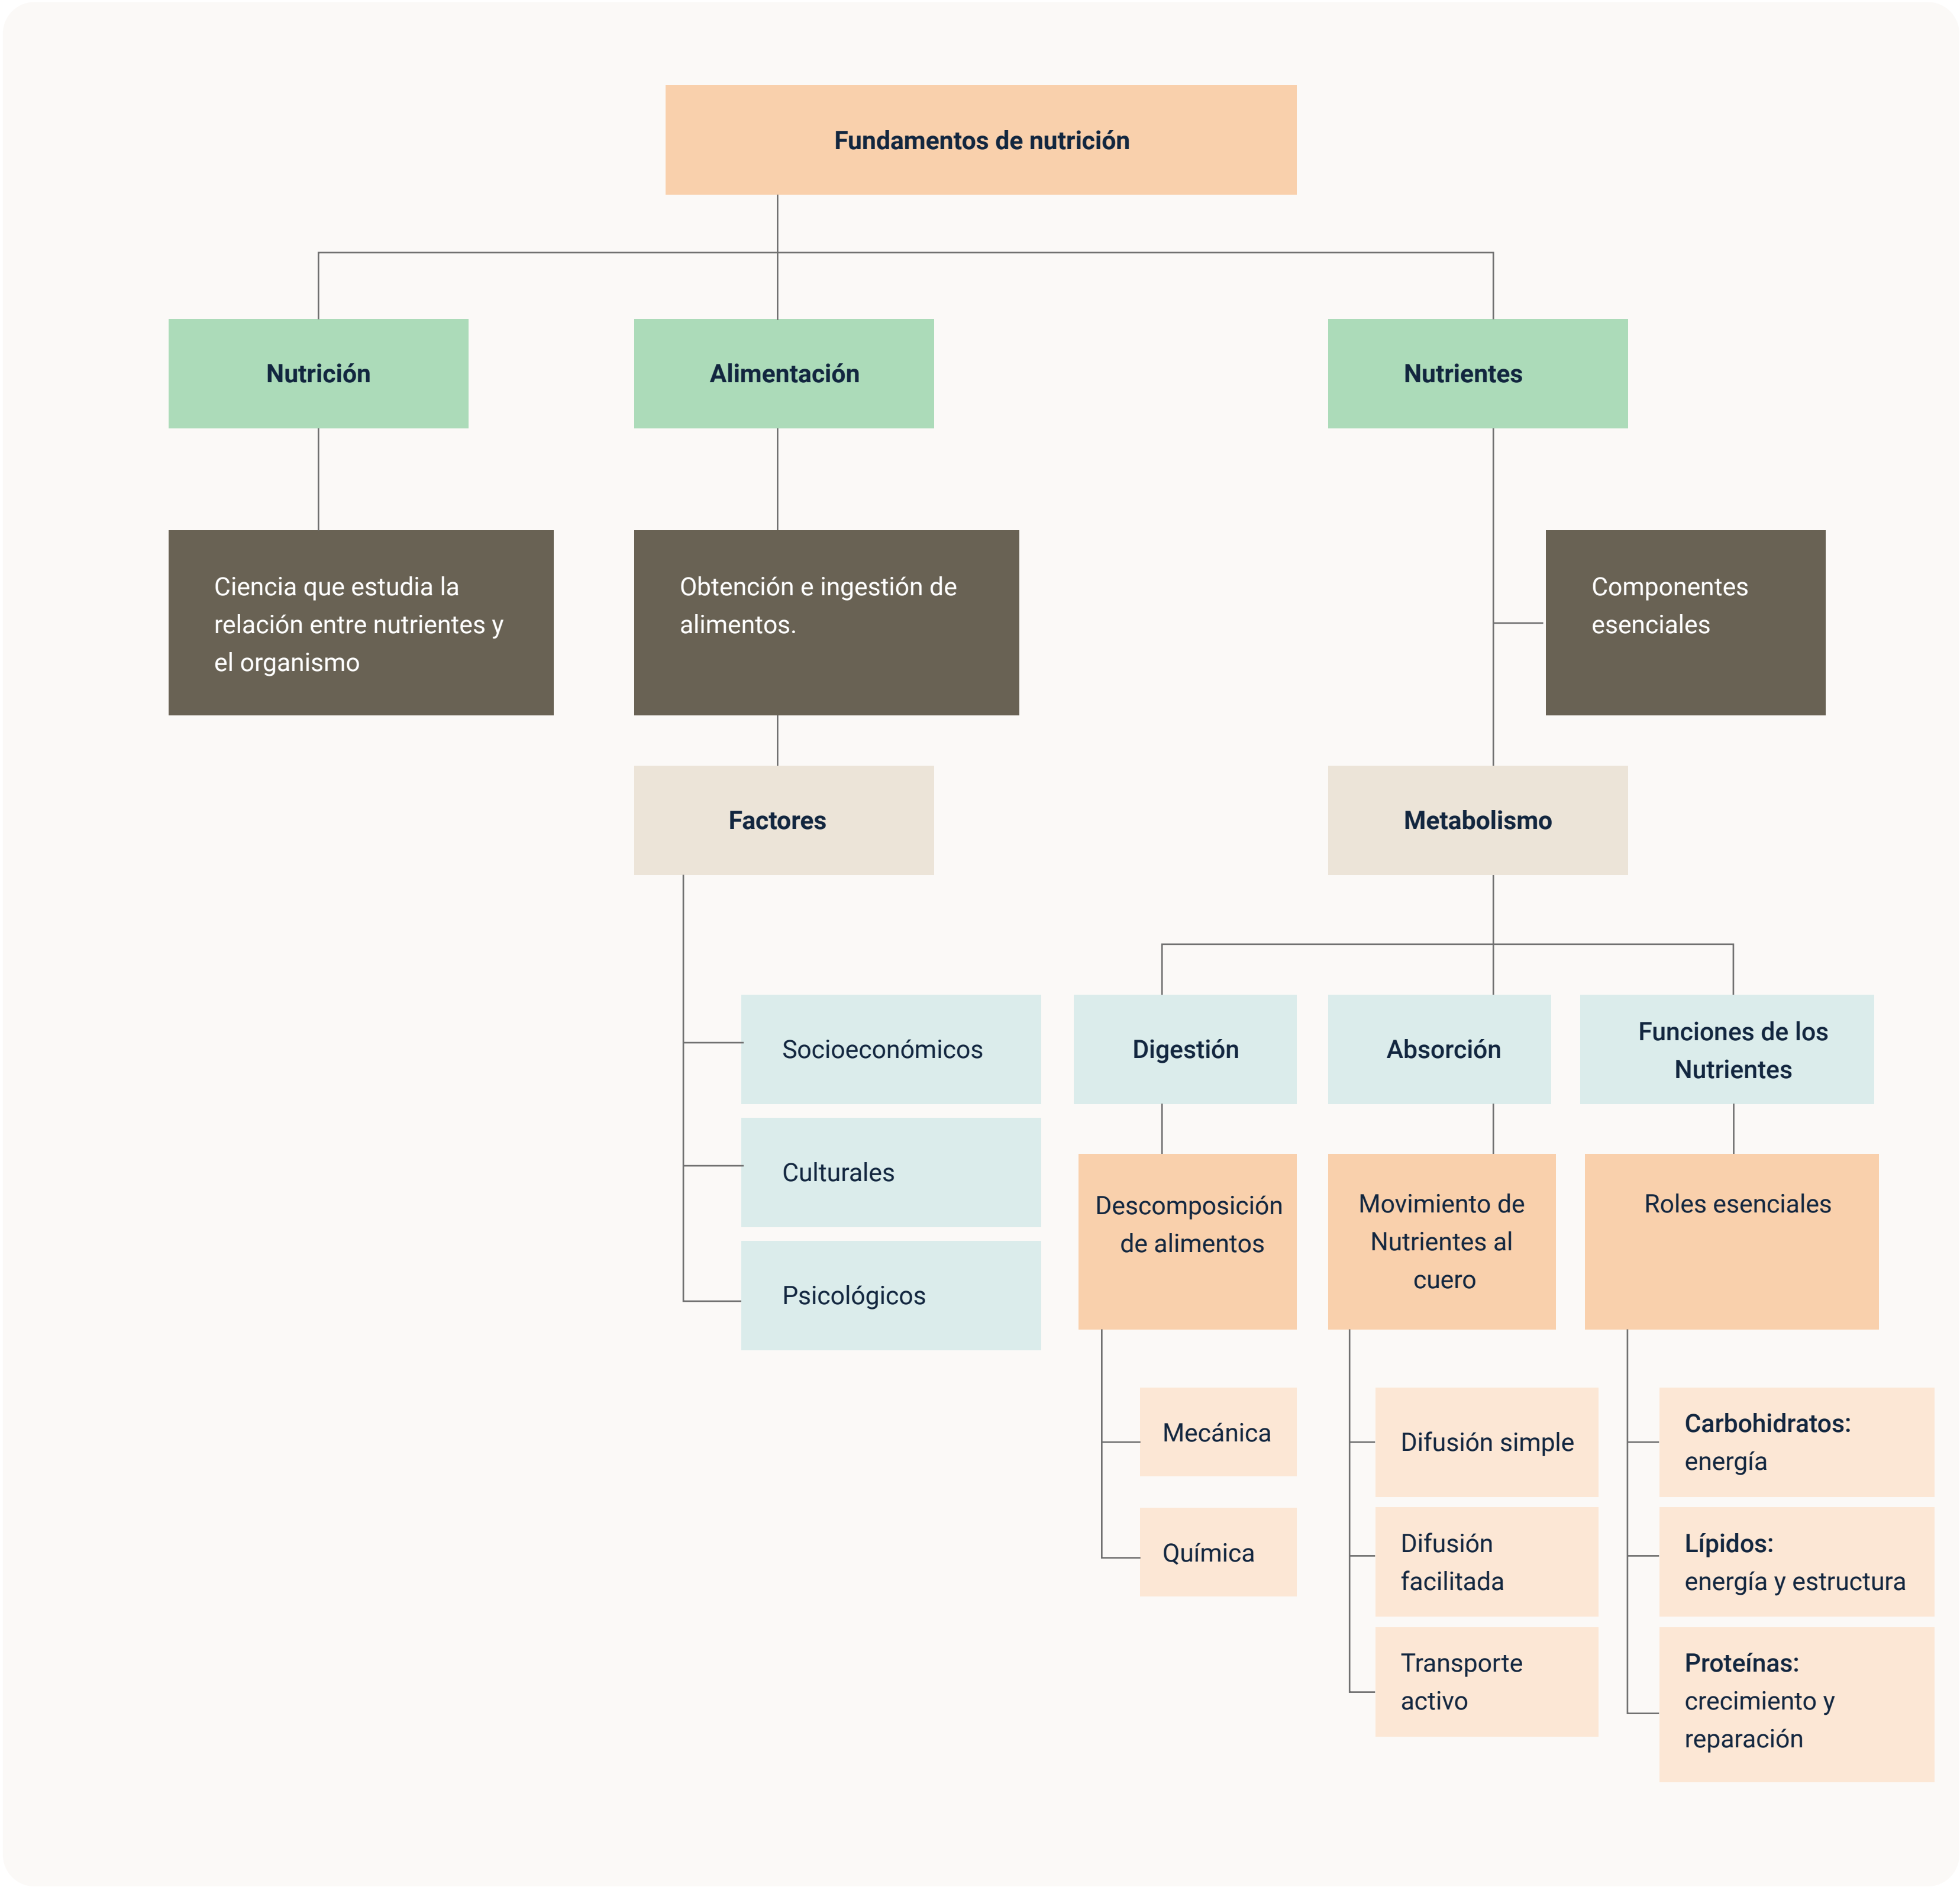 Fundamentos de nutrición
Nutrición
Alimentación
Nutrientes
Ciencia que estudia la
relación entre nutrientes y
el organismo
Obtención e ingestión de
alimentos.
Componentes
esenciales
Factores
Metabolismo
Socioeconómicos
Culturales
Psicológicos
Digestión
Absorción
Funciones de los
Nutrientes
Descomposición
de alimentos
Movimiento de
Nutrientes al
cuero
Roles esenciales
Mecánica
Química
Difusión simple
Difusión
facilitada
Transporte
activo
Carbohidratos:
energía
Lípidos:
energía y estructura
Proteínas:
crecimiento y
reparación